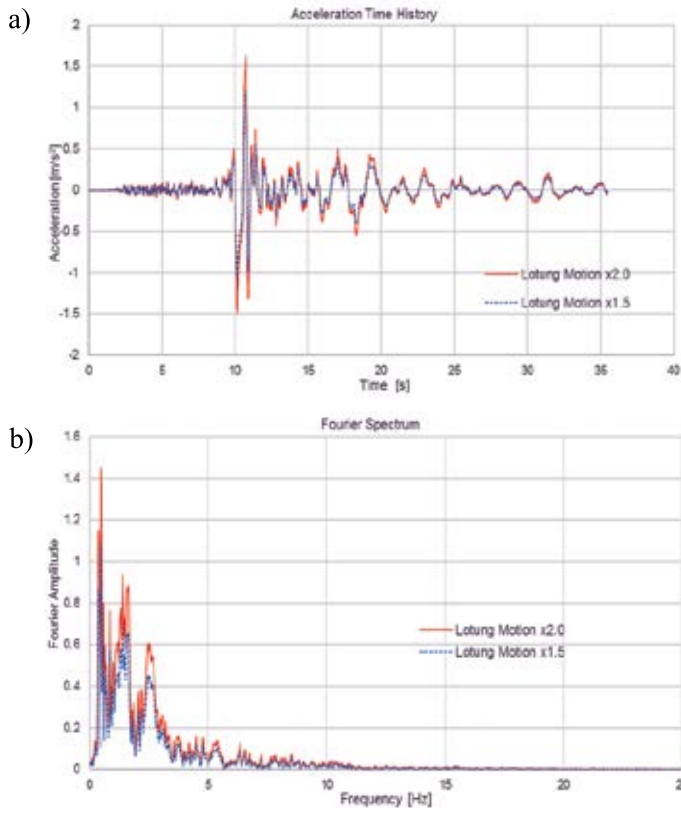 a)
Acceleration Time History
2
1.5
1
0.5
0
0.5
-1
-1.5
-2
Acceleration [m/s²]
Lotung Motion x2.0
Lotung Motion x1.5
0 5 10 15 20 25 30 35 40
Time [s]
b)
Fourier Spectrum
1.6
1.4
1.2
1
0.8
0.6
0.4
0.2
0
Fourier Amplitude
Lotung Motion x2.0
Lotung Motion x1.5
0 5 10 15 20 25
Frequency [Hz]